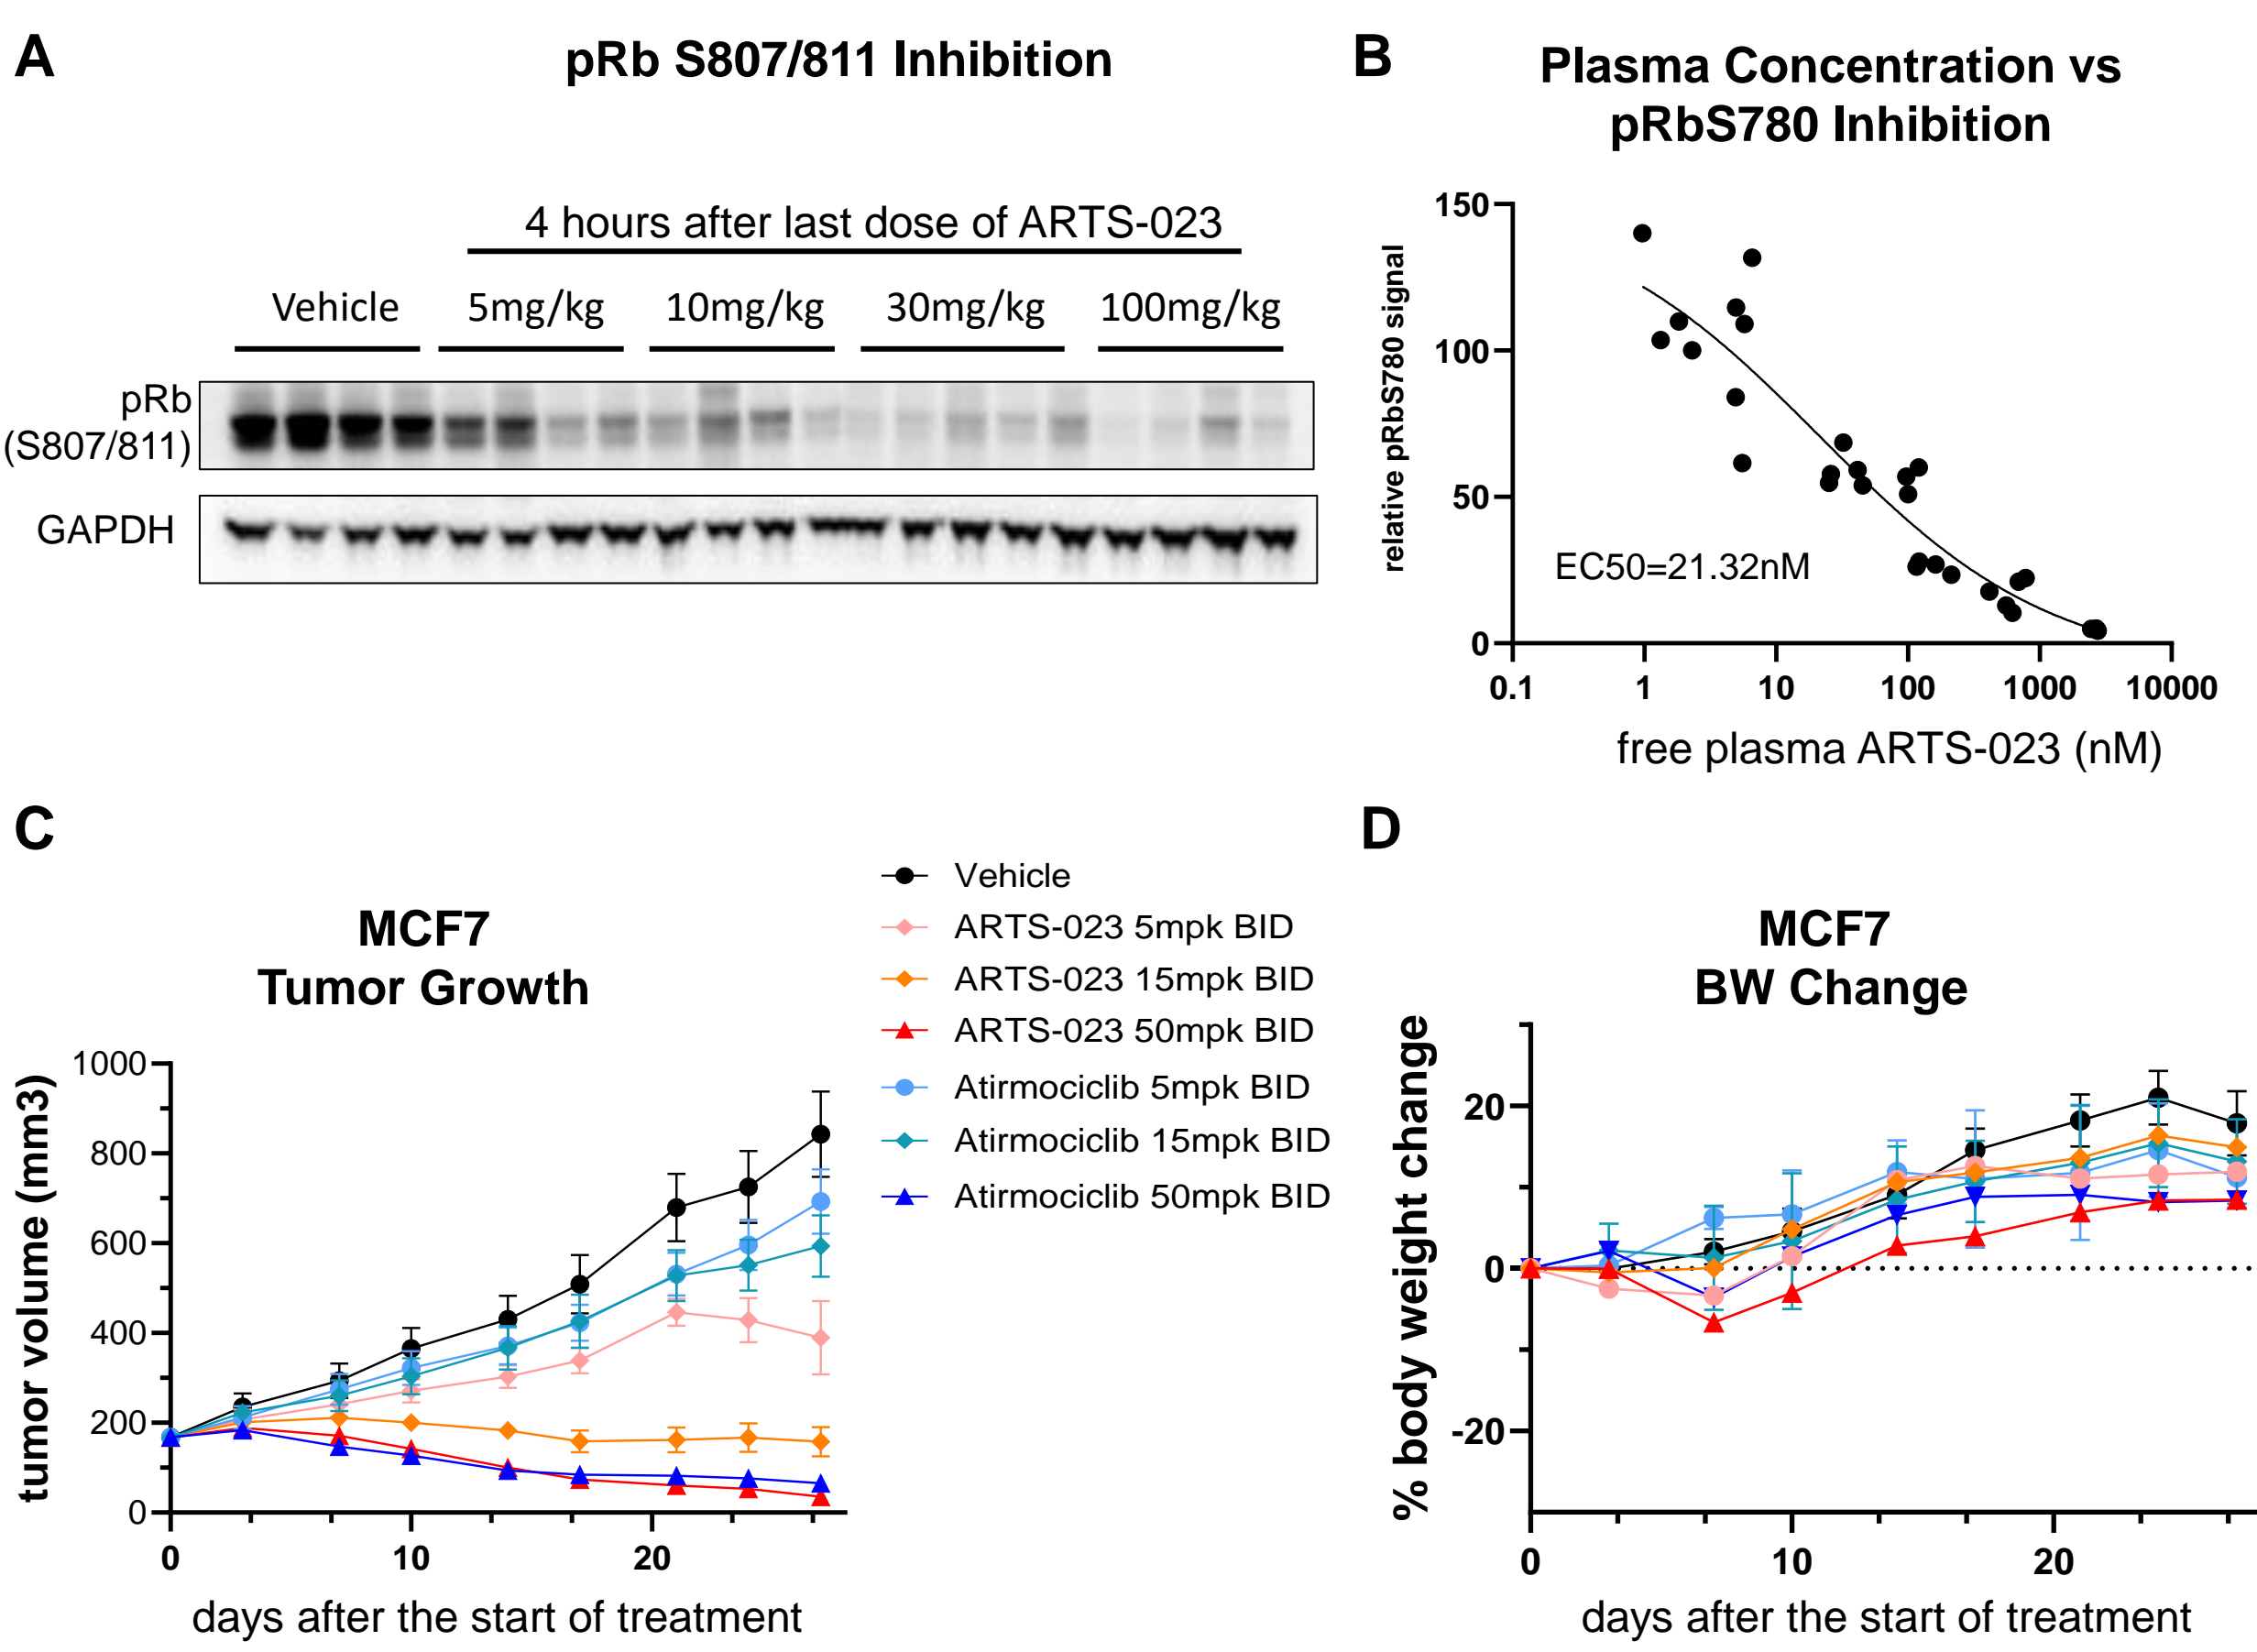 A
pRb S807/811 Inhibition
4 hours after last dose of ARTS-023
Vehicle 5mg/kg 10mg/kg 30mg/kg 100mg/kg
pRb
(S807/811)
GAPDH
B
Plasma Concentration vs
pRbS780 Inhibition
relative pRbS780 signal
150
100
50
0
EC50=21.32nM
0.1 1 10 100 1000 10000
free plasma ARTS-023 (nM)
C
MCF7
Tumor Growth
tumor volume (mm3)
1000
800
600
400
200
0
0 10 20
days after the start of treatment
Vehicle
ARTS-023 5mpk BID
ARTS-023 15mpk BID
ARTS-023 50mpk BID
Atirmociclib 5mpk BID
Atirmociclib 15mpk BID
Atirmociclib 50mpk BID
D
MCF7
BW Change
% body weight change
20
0
-20
0 10 20
days after the start of treatment